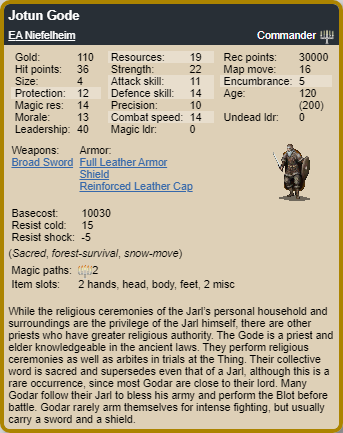 Jotun Gode
EA Niefelheim Commander
Gold: 110 Resources: 19 Rec points: 30000
Hit points: 36 Strength: 22 Map move: 16
Size: 4 Attack skill: 11 Encumbrance: 5
Protection: 12 Defence skill: 14 Age: 120
Magic res: 14 Precision: 10 (200)
Morale: 13 Combat speed: 14 Undead ldr: 0
Leadership: 40 Magic ldr: 0
Weapons: Armor:
Broad Sword Full Leather Armor
Shield
Reinforced Leather Cap
Basecost: 10030
Resist cold: 15
Resist shock: -5
(Sacred, forest-survival, snow-move)
Magic paths: 2
Item slots: 2 hands, head, body, feet, 2 misc
While the religious ceremonies of the Jarl's personal household and
surroundings are the privilege of the Jarl himself, there are other
priests who have greater religious authority. The Gode is a priest and
elder knowledgeable in the ancient laws. They perform religious
ceremonies as well as arbites in trials at the Thing. Their collective
word is sacred and supersedes even that of a Jarl, although this is a
rare occurrence, since most Godar are close to their lord. Many
Godar follow their Jarl to bless his army and perform the Blot before
battle. Godar rarely arm themselves for intense fighting, but usually
carry a sword and a shield.